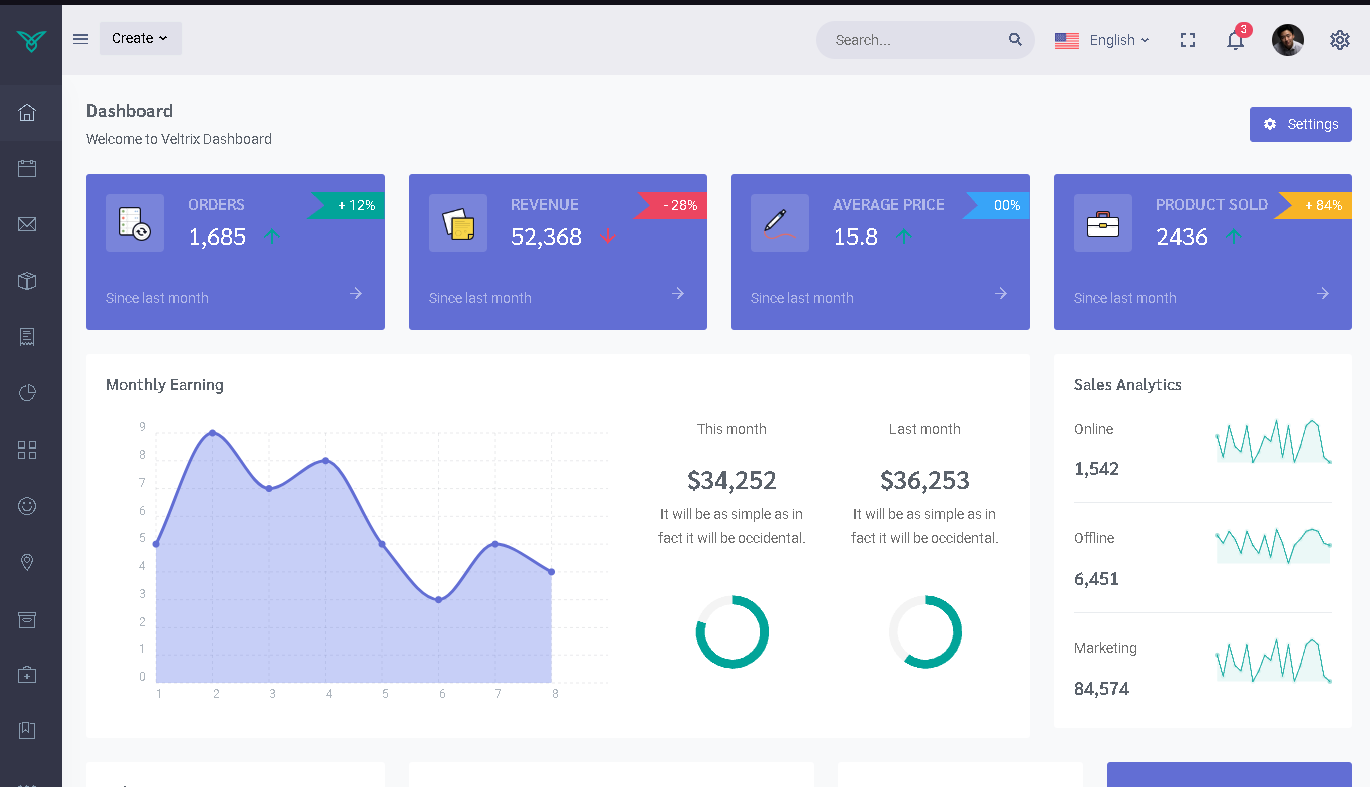 Create
Search...
English
3
Dashboard
Welcome to Veltrix Dashboard
Settings
ORDERS
+ 12%
1,685
Since last month
REVENUE
- 28%
52,368
Since last month
AVERAGE PRICE
00%
15.8
Since last month
PRODUCT SOLD
+ 84%
2436
Since last month
Monthly Earning
9
8
7
6
5
4
3
2
1
0
1 2 3 4 5 6 7 8
This month
$34,252
It will be as simple as in
fact it will be occidental.
Last month
$36,253
It will be as simple as in
fact it will be occidental.
Sales Analytics
Online
1,542
Offline
6,451
Marketing
84,574